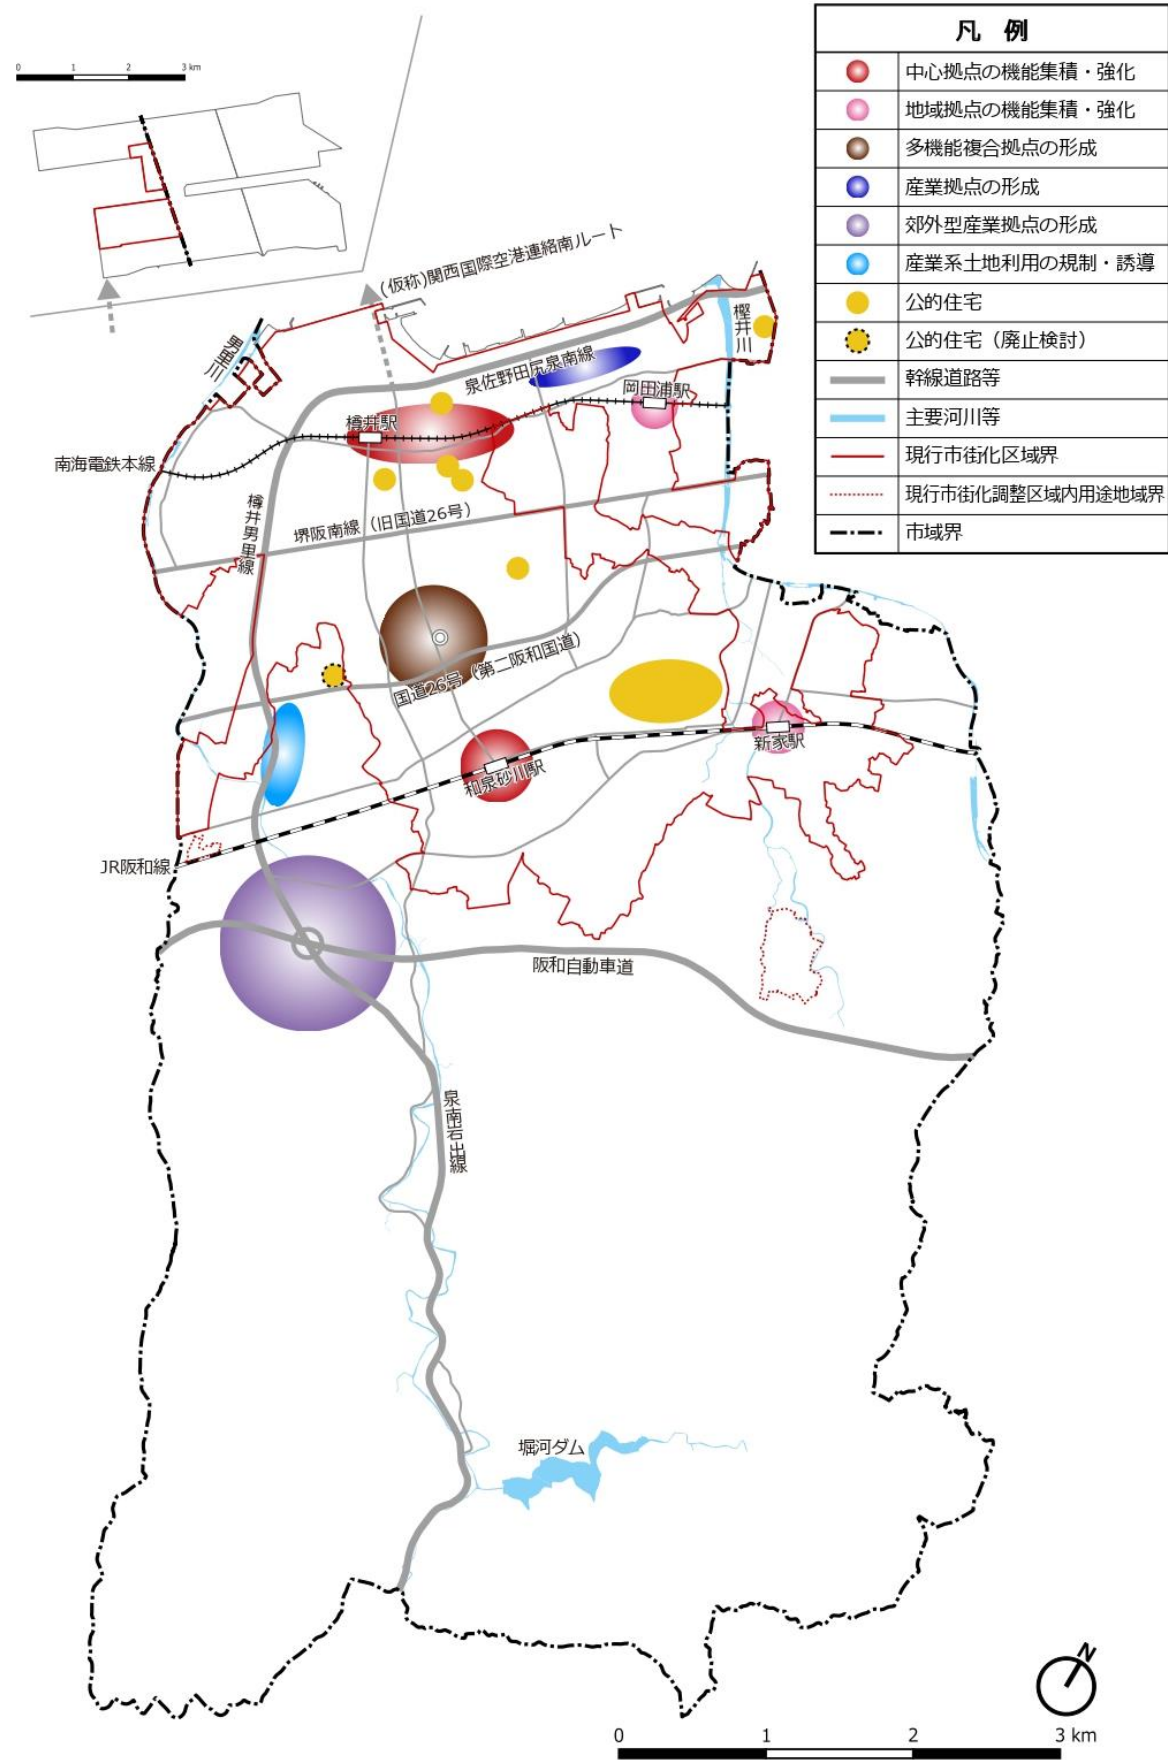 凡 例
中心拠点の機能集積・強化
地域拠点の機能集積・強化
多機能複合拠点の形成
産業拠点の形成
郊外型産業拠点の形成
産業系土地利用の規制・誘導
公的住宅
公的住宅（廃止検討）
幹線道路等
主要河川等
現行市街化区域界
現行市街化調整区域内用途地域界
市域界
0 1 2 3 km
(仮称)関西国際空港連絡南ルート
男里川
樫井川
泉佐野田尻泉南線
岡田浦駅
樽井駅
南海電鉄本線
樽井男里線
堺阪南線（旧国道26号）
国道26号（第二阪和国道）
新家駅
和泉砂川駅
JR阪和線
阪和自動車道
泉南岩出線
堀河ダム
N
0 1 2 3 km